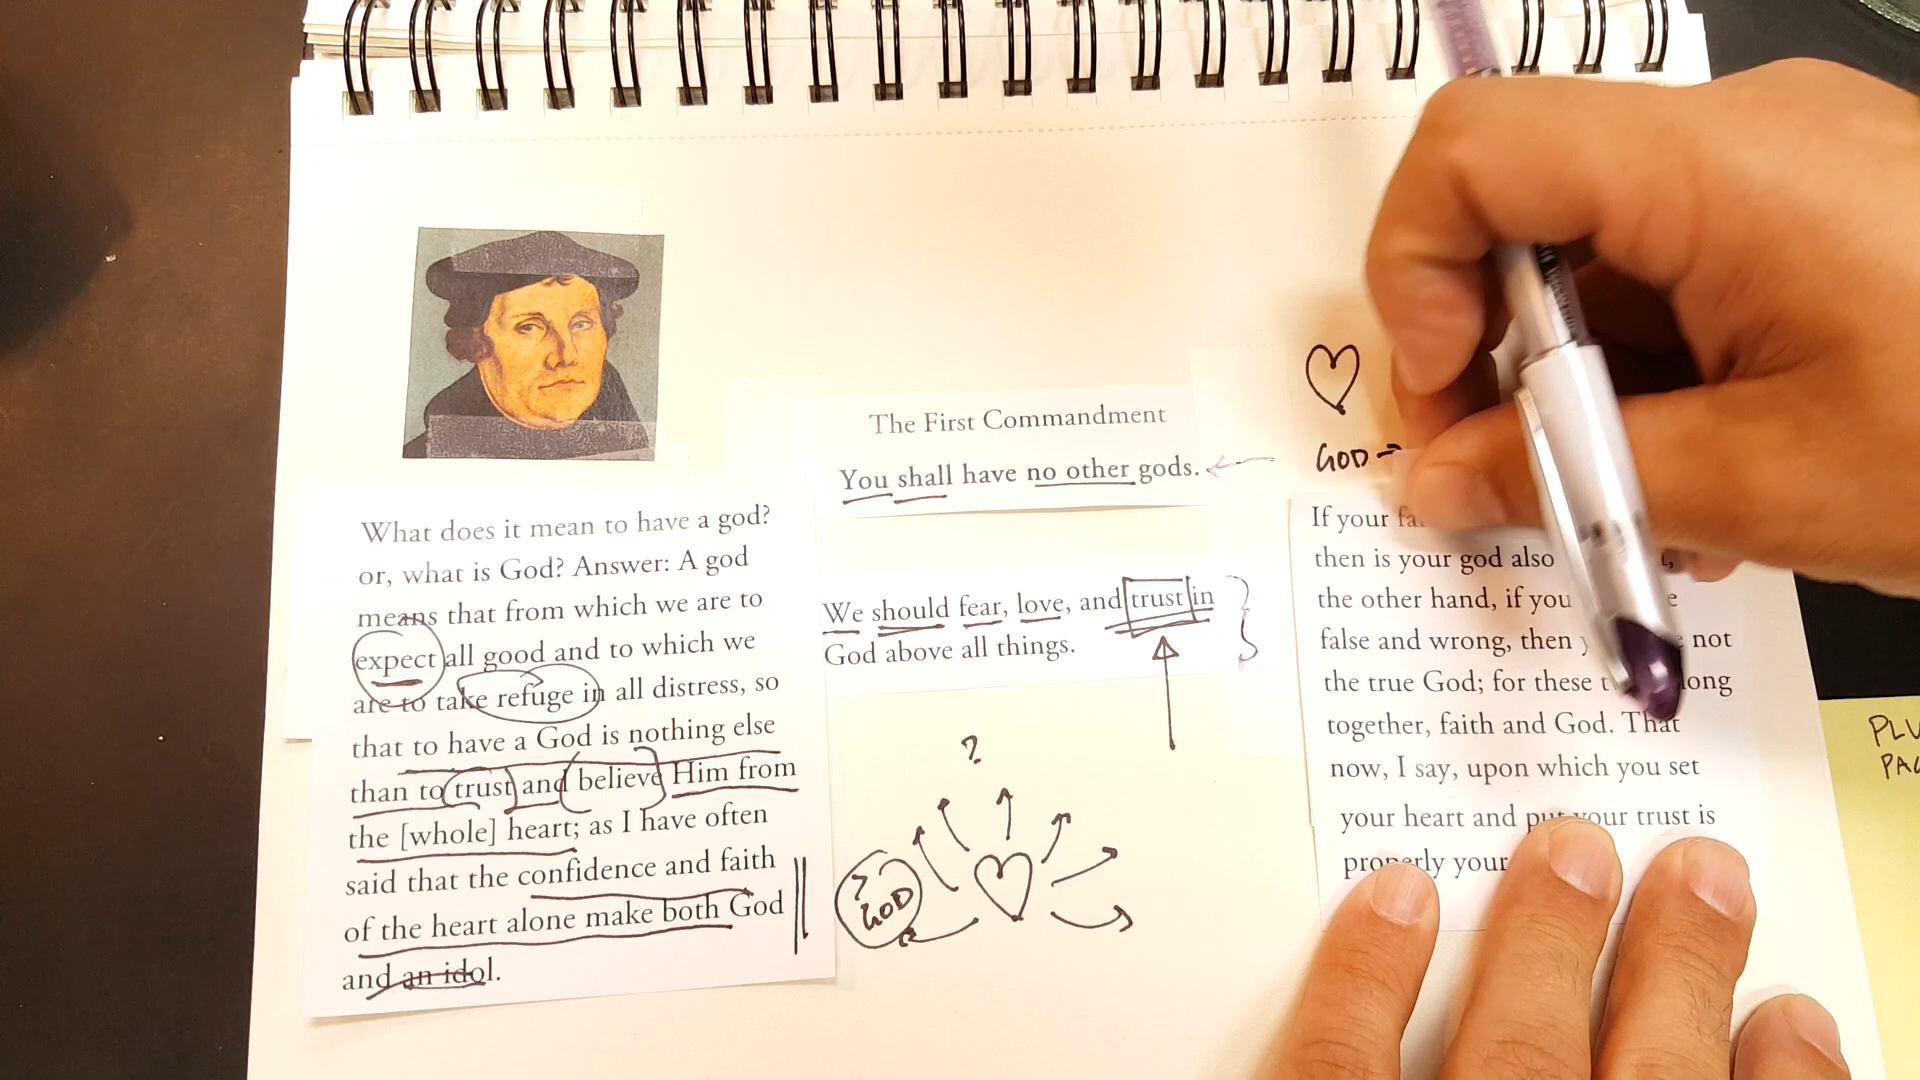 What does it mean to have a god?
or, what is God? Answer: A god
means that from which we are to
expect all good and to which we
are to take refuge in all distress, so
that to have a God is nothing else
than to trust and believe Him from
the [whole] heart; as I have often
said that the confidence and faith
of the heart alone make both God
and an idol.
The First Commandment
You shall have no other gods.
We should fear, love, and trust in
God above all things.
?
? GOD
GOD
If your
then is your god also
the other hand, if you
false and wrong, then not
the true God; for these long
together, faith and God. That
now, I say, upon which you set
your heart and put your trust is
properly your
PLU
PAC